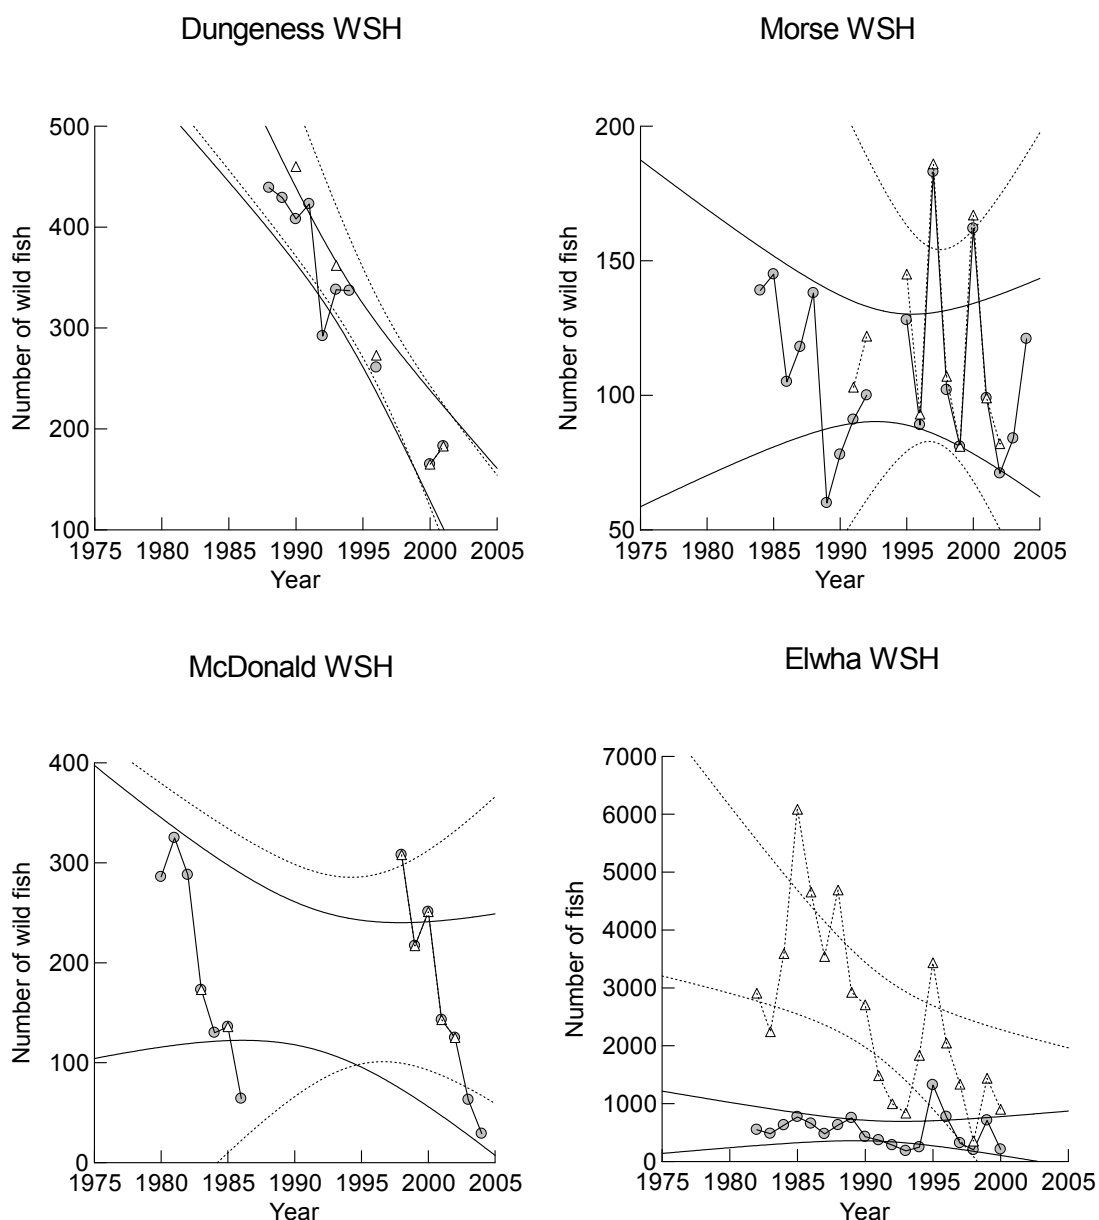 Dungeness WSH
Number of wild fish
500
400
300
200
100
1975 1980 1985 1990 1995 2000 2005
Year
Morse WSH
Number of wild fish
200
150
100
50
1975 1980 1985 1990 1995 2000 2005
Year
McDonald WSH
Number of wild fish
400
300
200
100
0
1975 1980 1985 1990 1995 2000 2005
Year
Elwha WSH
Number of fish
7000
6000
5000
4000
3000
2000
1000
0
1975 1980 1985 1990 1995 2000 2005
Year